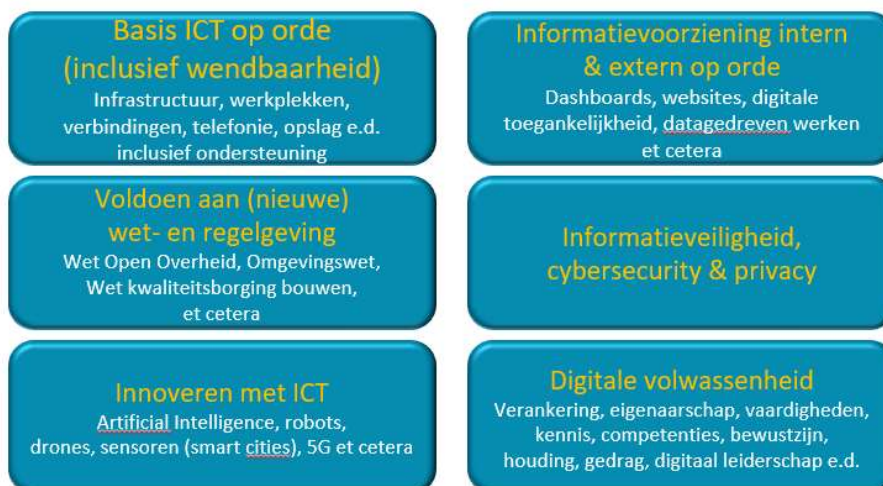 Basis ICT op orde
(inclusief wendbaarheid)
Infrastructuur, werkplekken,
verbindingen, telefonie, opslag e.d.
inclusief ondersteuning
Informatievoorziening intern
& extern op orde
Dashboards, websites, digitale
toegankelijkheid, datagedreven werken
et cetera
Voldoen aan (nieuwe)
wet- en regelgeving
Wet Open Overheid, Omgevingswet,
Wet kwaliteitsborging bouwen,
et cetera
Informatieveiligheid,
cybersecurity & privacy
Innoveren met ICT
Artificial Intelligence, robots,
drones, sensoren (smart cities), 5G et cetera
Digitale volwassenheid
Verankering, eigenaarschap, vaardigheden,
kennis, competenties, bewustzijn,
houding, gedrag, digitaal leiderschap e.d.